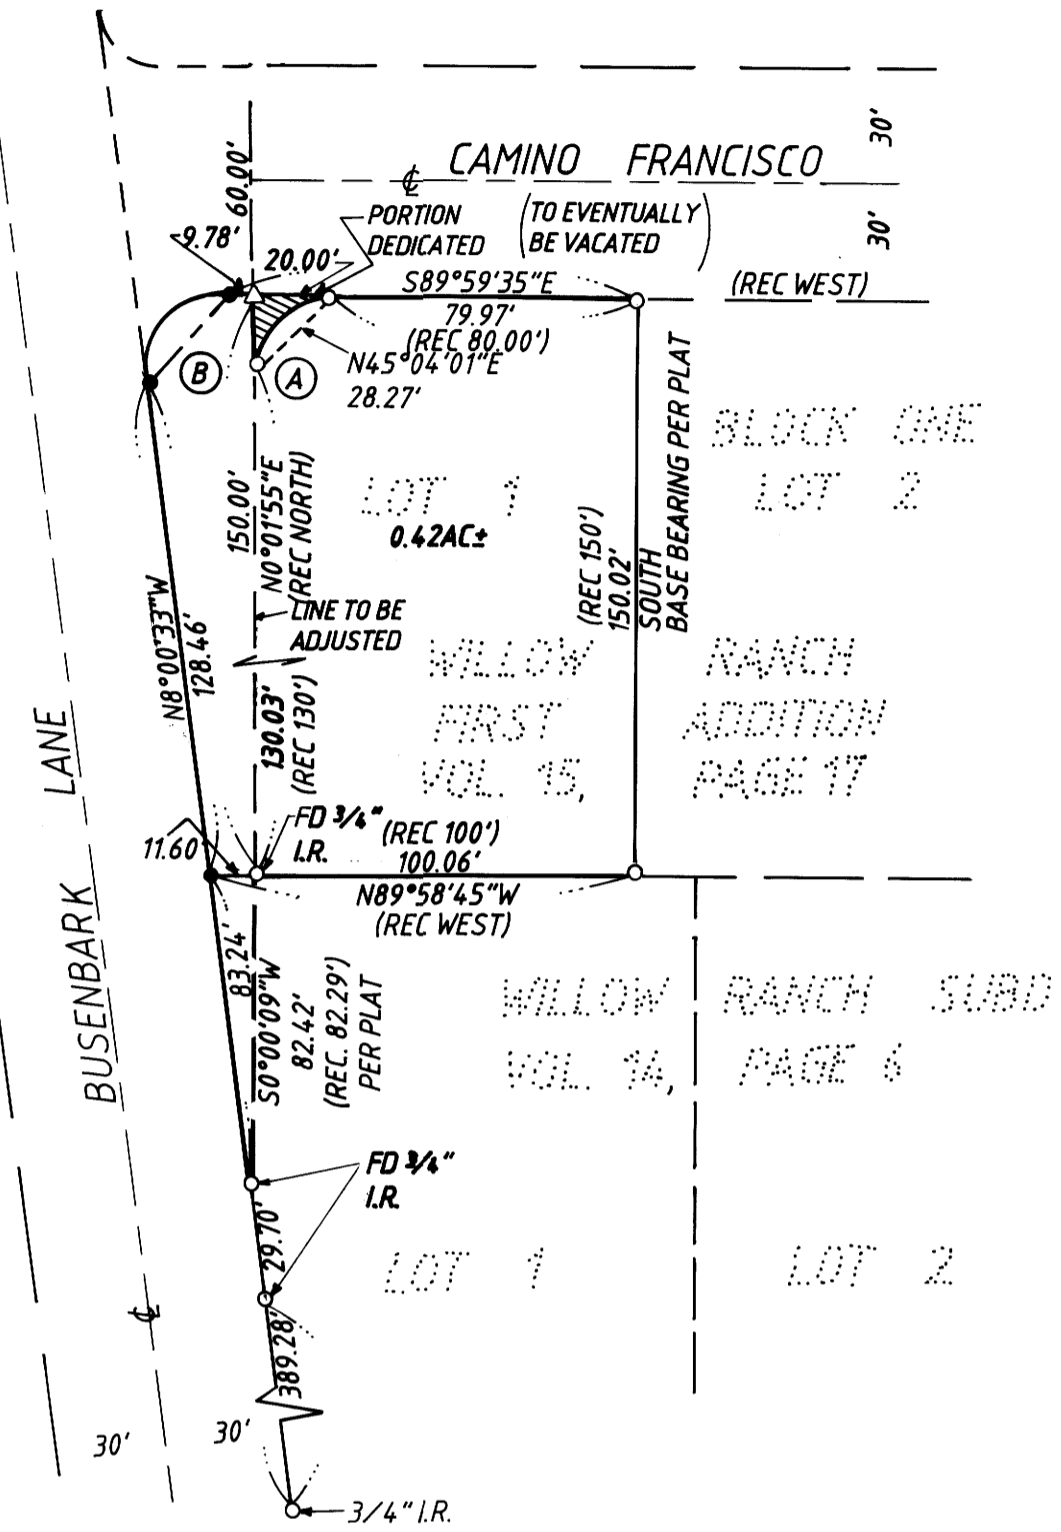 30'
CAMINO FRANCISCO
℄
60.00'
PORTION
DEDICATED
(TO EVENTUALLY
BE VACATED)
30'
9.78'
20.00'
S89°59'35"E
(REC WEST)
79.97'
(REC 80.00')
N45°04'01"E
28.27'
B
A
BLOCK ONE
LOT 1
LOT 2
0.42AC±
150.00'
N0°01'55"E
(REC NORTH)
(REC 150')
150.02'
SOUTH
BASE BEARING PER PLAT
LINE TO BE
ADJUSTED
N8°00'33"W
128.46'
WILLOW RANCH
FIRST ADDITION
VOL. 15, PAGE 17
130.03'
(REC 130')
BUSENBARK LANE
FD 3/4"
I.R.
(REC 100')
100.06'
11.60'
N89°58'45"W
(REC WEST)
83.24'
S0°00'09"W
82.42'
(REC. 82.29')
PER PLAT
WILLOW RANCH SUBD
VOL. 14, PAGE 6
FD 3/4"
I.R.
29.70'
LOT 1
LOT 2
℄
389.28'
30'
30'
3/4" I.R.